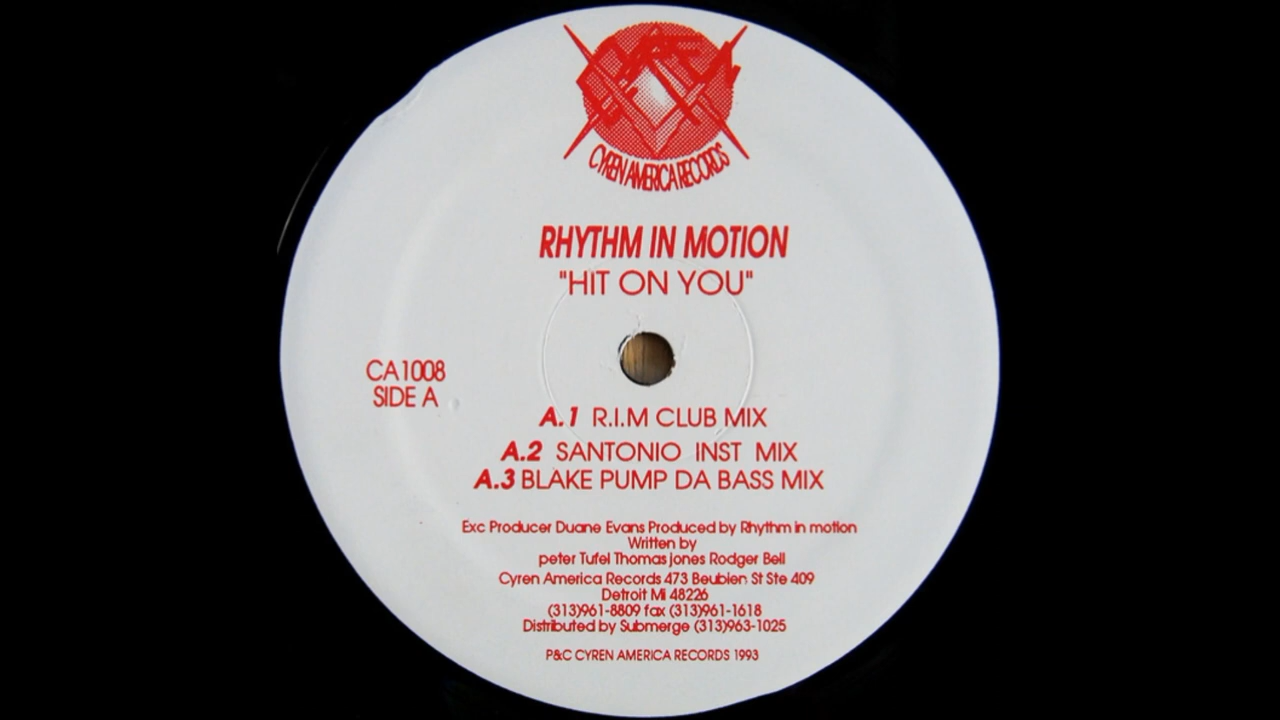 CYREN AMERICA RECORDS
RHYTHM IN MOTION
"HIT ON YOU"
CA1008
SIDE A
A.1 R.I.M CLUB MIX
A.2 SANTONIO INST MIX
A.3 BLAKE PUMP DA BASS MIX
Exc Producer Duane Evans Produced by Rhythm in motion
Written by
peter Tufel Thomas jones Rodger Bell
Cyren America Records 473 Beubien St Ste 409
Detroit Mi 48226
(313)961-8809 fax (313)961-1618
Distributed by Submerge (313)963-1025
P&C CYREN AMERICA RECORDS 1993